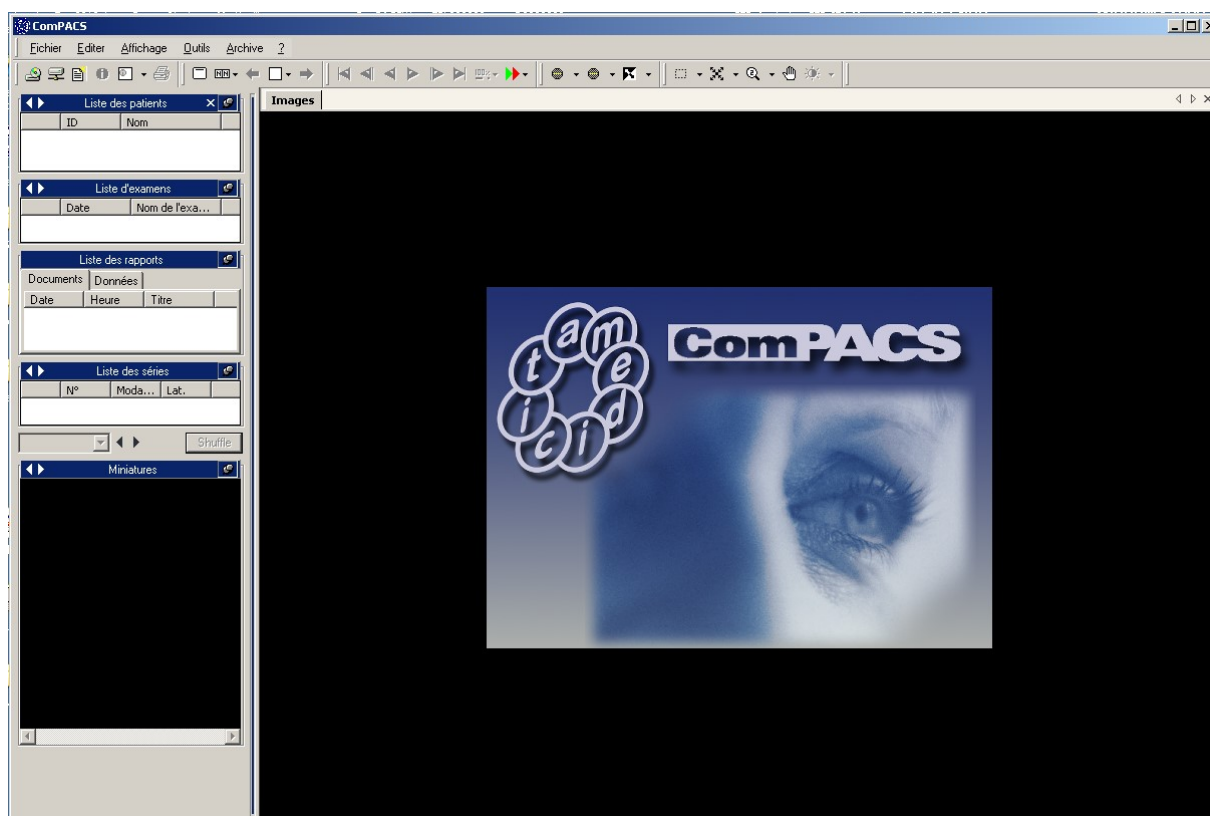 ComPACS
Fichier Editer Affichage Outils Archive ?
Liste des patients
ID Nom
Liste d'examens
Date Nom de l'exa...
Liste des rapports
Documents Données
Date Heure Titre
Liste des séries
N° Moda... Lat.
Shuffle
Miniatures
Images
medicimati
ComPACS